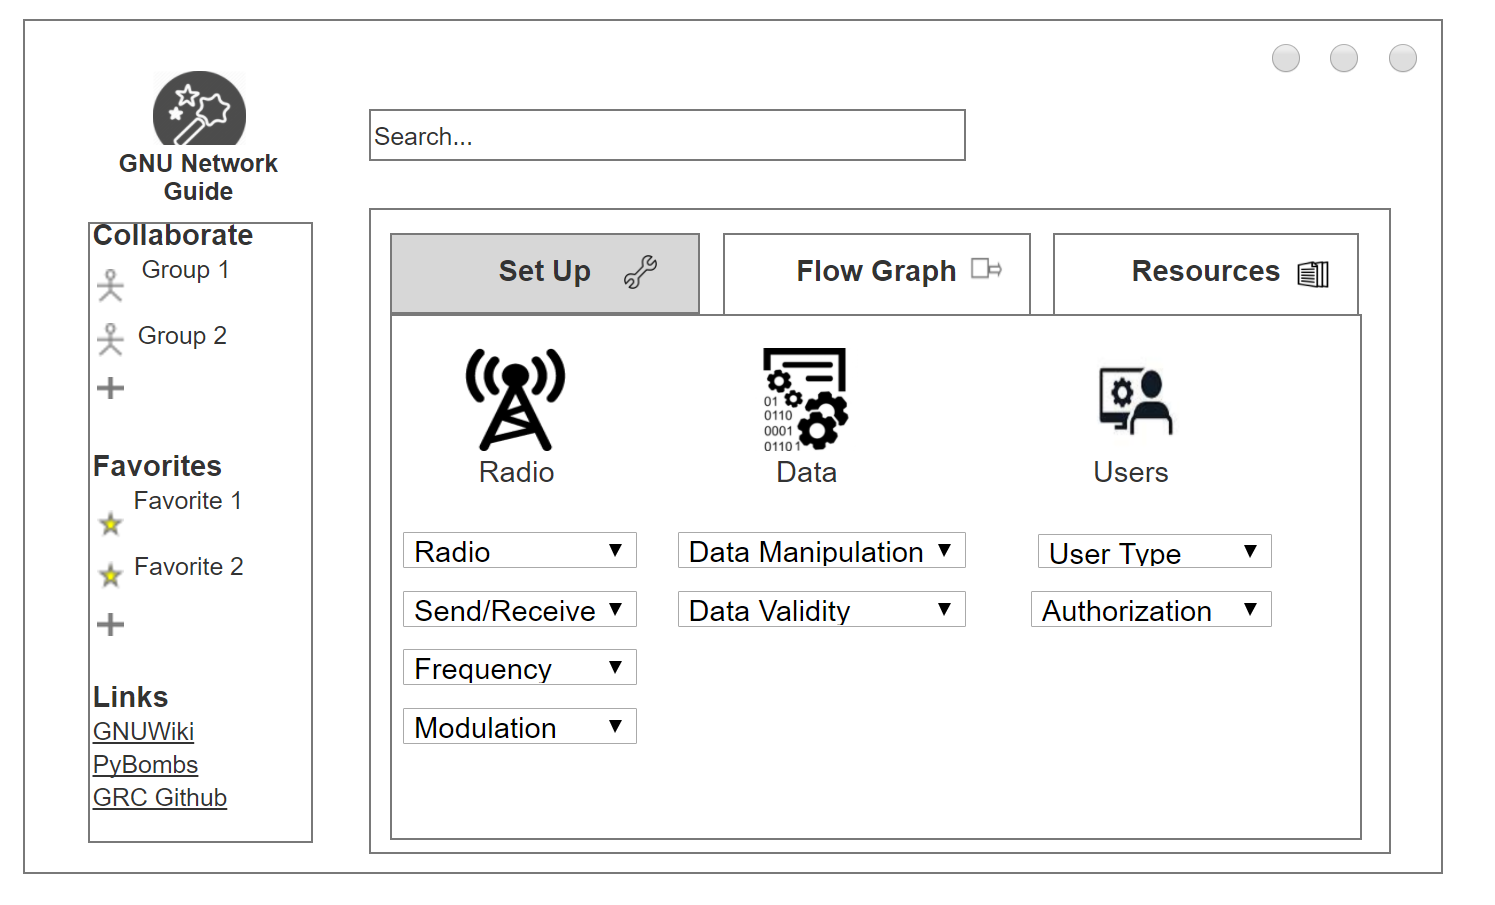 GNU Network
Guide
Search...
Collaborate
Group 1
Group 2
Favorites
Favorite 1
Favorite 2
Links
GNUWiki
PyBombs
GRC Github
Set Up
Flow Graph
Resources
01
0110
0001
01101
Radio
Data
Users
Radio
Data Manipulation
User Type
Send/Receive
Data Validity
Authorization
Frequency
Modulation